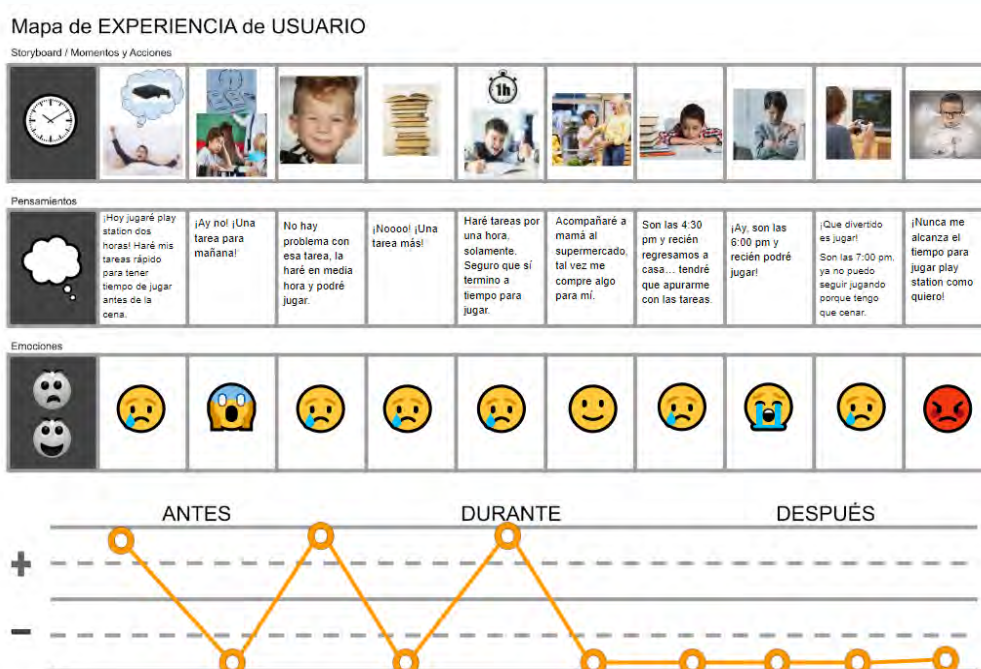 Mapa de EXPERIENCIA de USUARIO
Storyboard / Momentos y Acciones
1h
Pensamientos
¡Hoy jugaré play
station dos
horas! Haré mis
tareas rápido
para tener
tiempo de jugar
antes de la
cena.
¡Ay no! ¡Una
tarea para
mañana!
No hay
problema con
esa tarea, la
haré en media
hora y podré
jugar.
¡Noooo! ¡Una
tarea más!
Haré tareas por
una hora,
solamente.
Seguro que sí
termino a
tiempo para
jugar.
Acompañaré a
mamá al
supermercado,
tal vez me
compre algo
para mí.
Son las 4:30
pm y recién
regresamos a
casa... tendré
que apurarme
con las tareas.
¡Ay, son las
6:00 pm y
recién podré
jugar!
¡Que divertido
es jugar!
Son las 7:00 pm,
ya no puedo
seguir jugando
porque tengo
que cenar.
¡Nunca me
alcanza el
tiempo para
jugar play
station como
quiero!
Emociones
ANTES
DURANTE
DESPUÉS
+
-